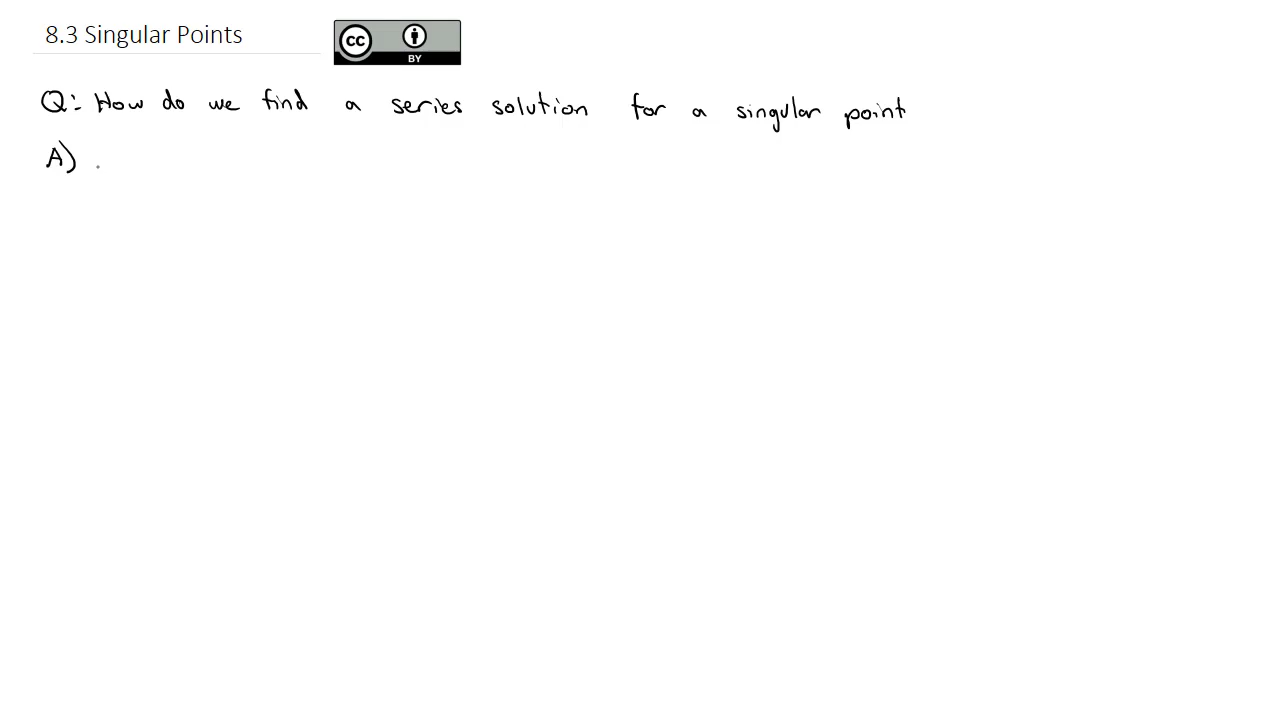 8.3 Singular Points
CC BY
Q: How do we find a series solution for a singular point
A)